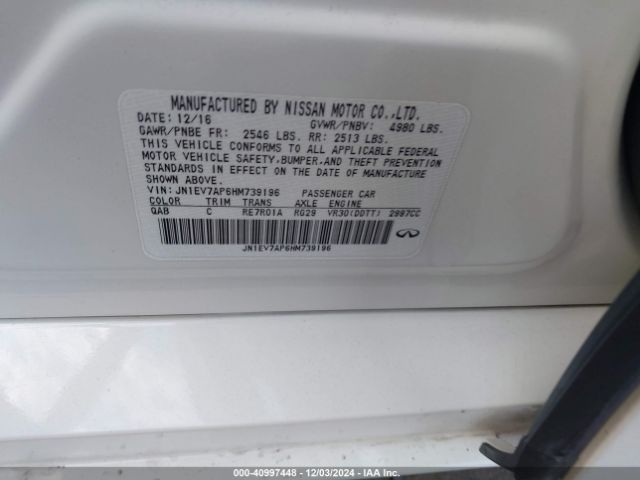 MANUFACTURED BY NISSAN MOTOR CO.,LTD.
DATE: 12/16 GVWR/PNBV: 4980 LBS.
GAWR/PNBE FR: 2546 LBS. RR: 2513 LBS.
THIS VEHICLE CONFORMS TO ALL APPLICABLE FEDERAL
MOTOR VEHICLE SAFETY,BUMPER,AND THEFT PREVENTION
STANDARDS IN EFFECT ON THE DATE OF MANUFACTURE
SHOWN ABOVE.
VIN: JN1EV7AP6HM739196 PASSENGER CAR
COLOR TRIM TRANS AXLE ENGINE
QAB C RE7R01A RG29 VR30(DDTT) 2997CC
JN1EV7AP6HM739196
000-40997448 - 12/03/2024 - IAA Inc.